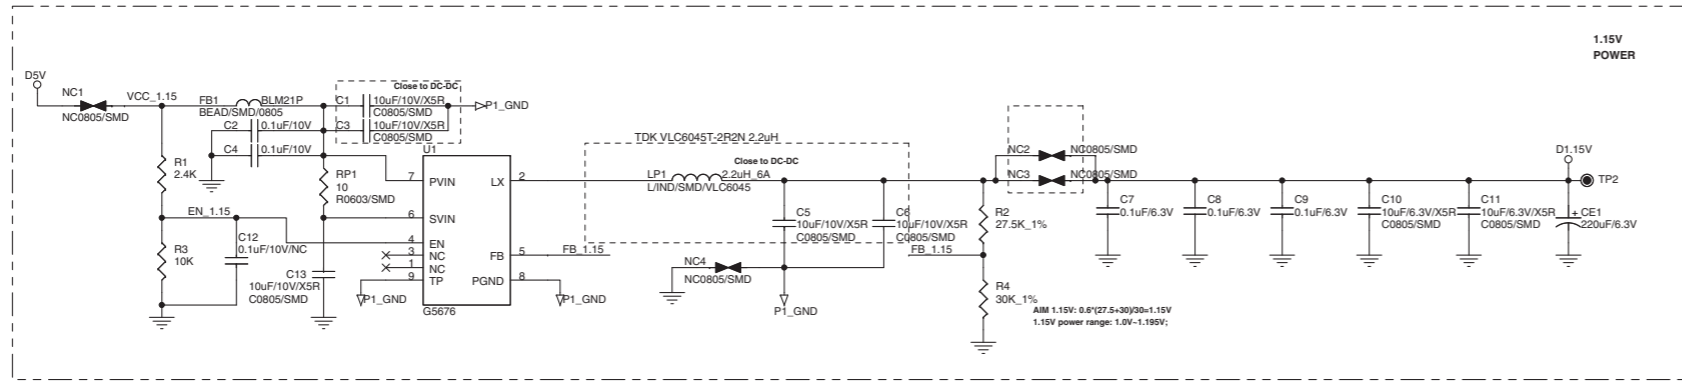 1.15V
POWER
D5V
NC1
NC0805/SMD
VCC_1.15
FB1
BLM21P
BEAD/SMD/0805
C2
0.1uF/10V
C4
0.1uF/10V
Close to DC-DC
C1
10uF/10V/X5R
C0805/SMD
C3
10uF/10V/X5R
C0805/SMD
P1_GND
R1
2.4K
RP1
10
R0603/SMD
EN_1.15
R3
10K
C12
0.1uF/10V/NC
C13
10uF/10V/X5R
C0805/SMD
P1_GND
U1
7
PVIN
6
SVIN
4
EN
3
NC
1
NC
9
TP
LX
2
FB
5
PGND
8
G5676
FB_1.15
P1_GND
TDK VLC6045T-2R2N 2.2uH
Close to DC-DC
LP1
2.2uH_6A
L/IND/SMD/VLC6045
C5
10uF/10V/X5R
C0805/SMD
C6
10uF/10V/X5R
C0805/SMD
NC4
NC0805/SMD
P1_GND
FB_1.15
NC2
NC0805/SMD
NC3
NC0805/SMD
R2
27.5K_1%
R4
30K_1%
AIM 1.15V: 0.6*(27.5+30)/30=1.15V
1.15V power range: 1.0V~1.195V;
C7
0.1uF/6.3V
C8
0.1uF/6.3V
C9
0.1uF/6.3V
C10
10uF/6.3V/X5R
C0805/SMD
C11
10uF/6.3V/X5R
C0805/SMD
D1.15V
TP2
+
CE1
220uF/6.3V